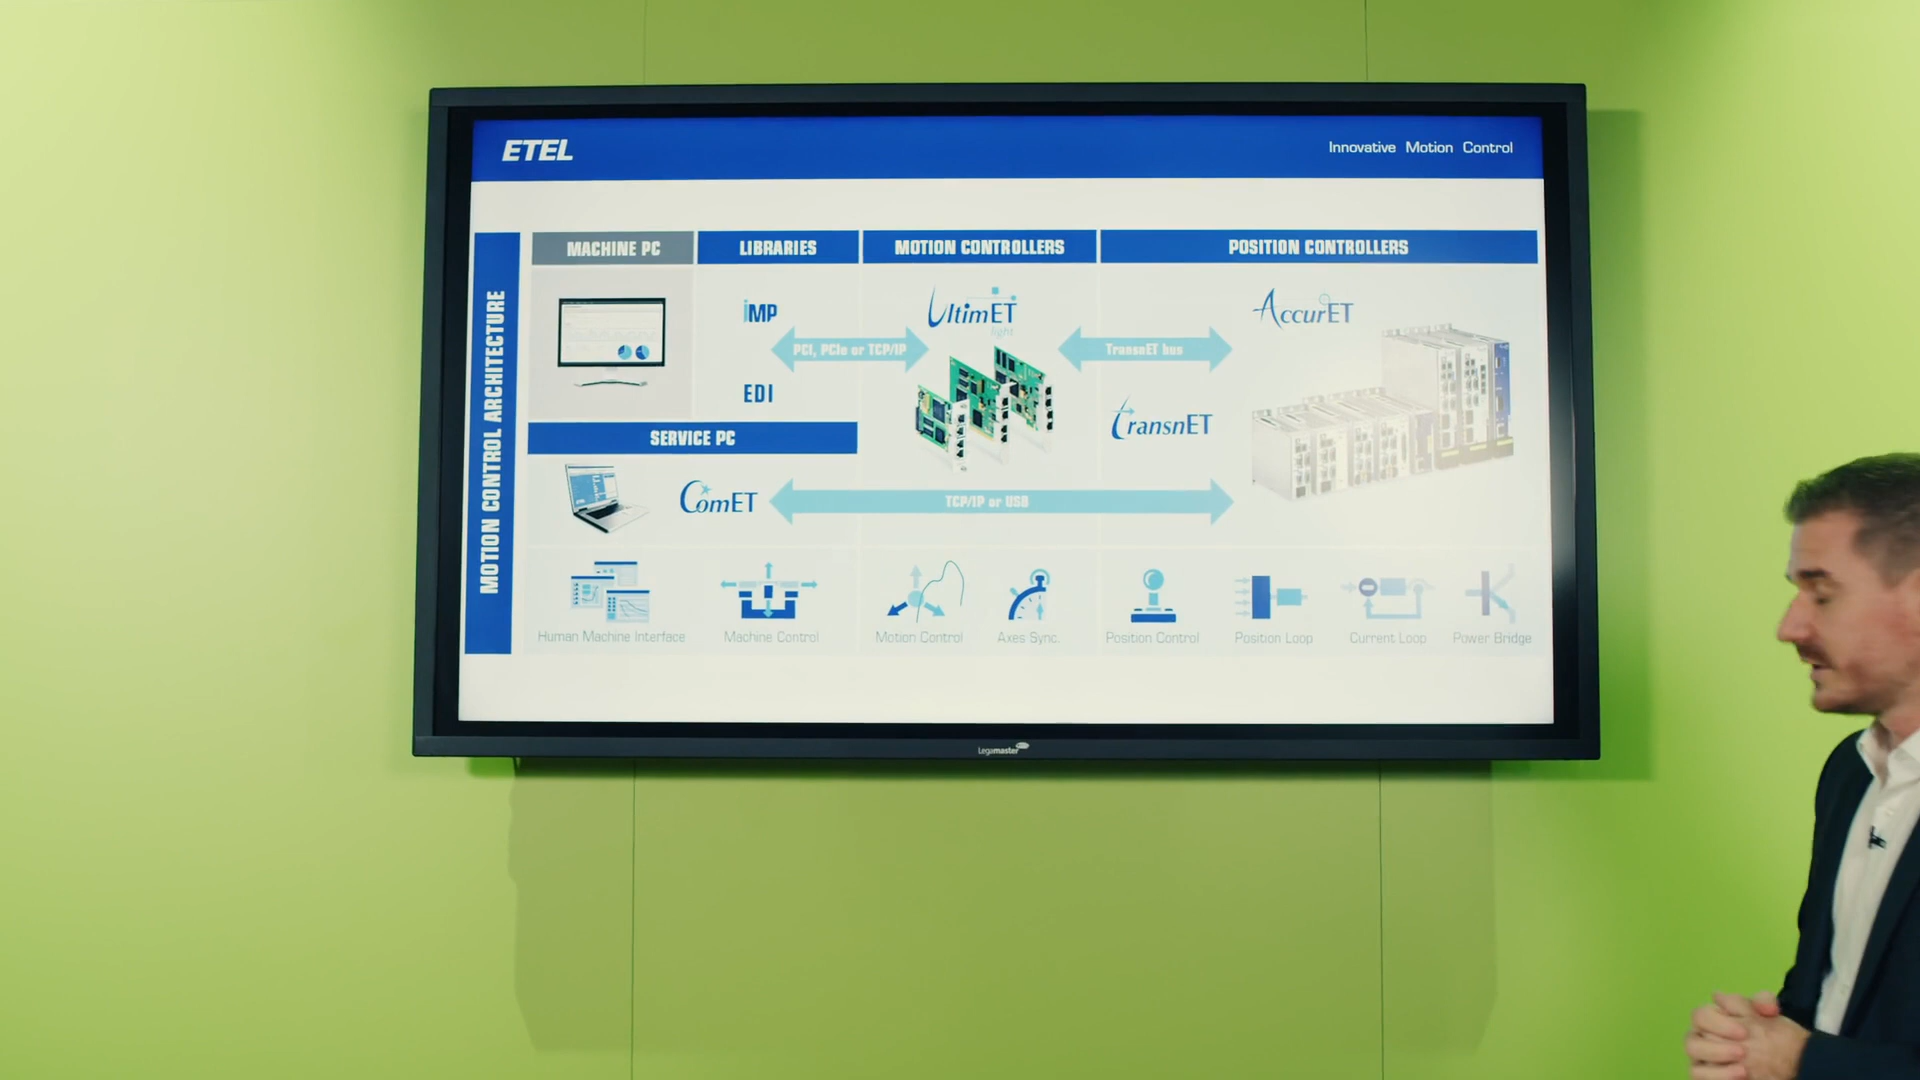 ETEL
Innovative Motion Control
MOTION CONTROL ARCHITECTURE
MACHINE PC
LIBRARIES
MOTION CONTROLLERS
POSITION CONTROLLERS
iMP
UltimET
light
AccurET
PCI, PCIe or TCP/IP
TransnET bus
EDI
TransnET
SERVICE PC
ComET
TCP/IP or USB
Human Machine Interface
Machine Control
Motion Control
Axes Sync.
Position Control
Position Loop
Current Loop
Power Bridge
Legamaster